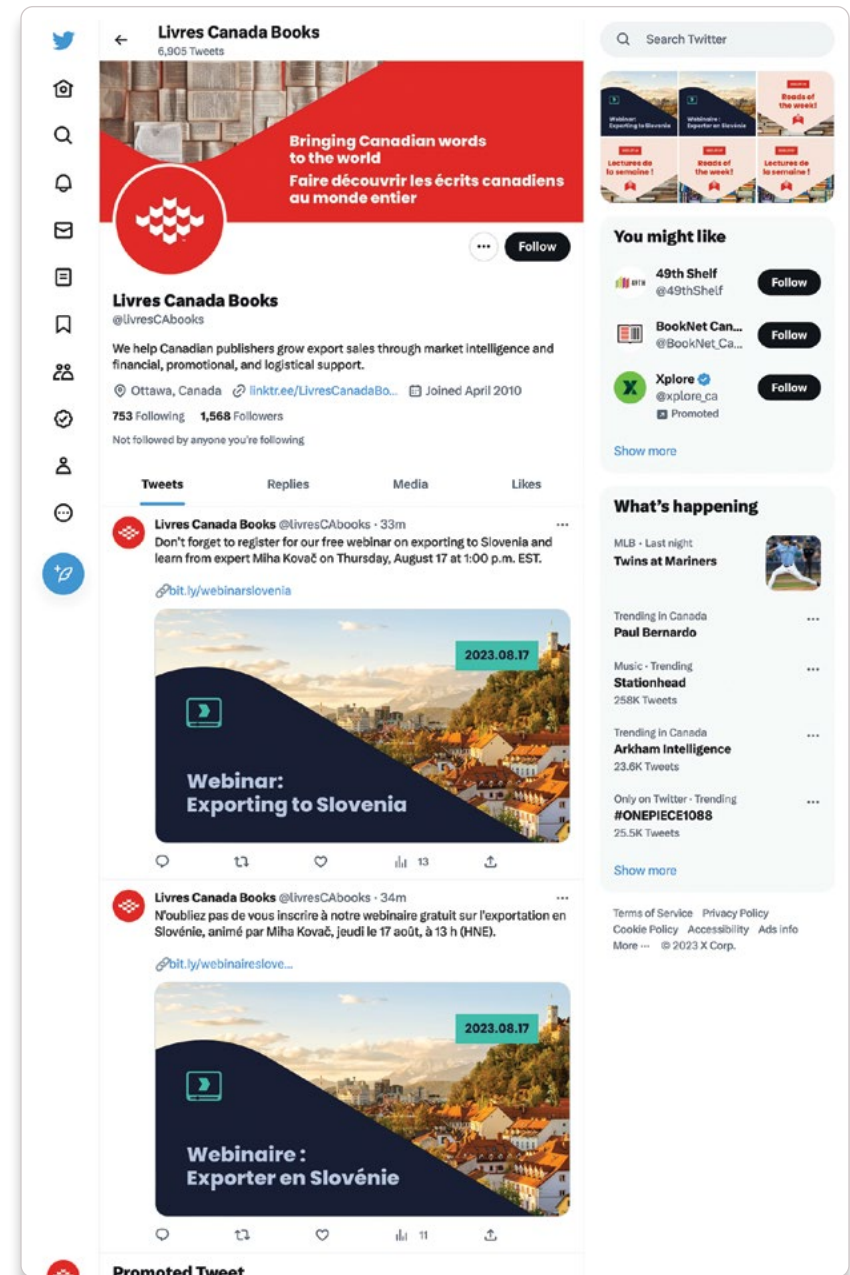 Livres Canada Books
6,905 Tweets
Bringing Canadian words
to the world
Faire découvrir les écrits canadiens
au monde entier
Follow
Livres Canada Books
@livresCAbooks
We help Canadian publishers grow export sales through market intelligence and
financial, promotional, and logistical support.
Ottawa, Canada linktr.ee/LivresCanadaBo... Joined April 2010
753 Following 1,568 Followers
Not followed by anyone you're following
Tweets Replies Media Likes
Livres Canada Books @livresCAbooks · 33m
Don't forget to register for our free webinar on exporting to Slovenia and
learn from expert Miha Kovač on Thursday, August 17 at 1:00 p.m. EST.
bit.ly/webinarslovenia
2023.08.17
Webinar:
Exporting to Slovenia
13
Livres Canada Books @livresCAbooks · 34m
N'oubliez pas de vous inscrire à notre webinaire gratuit sur l'exportation en
Slovénie, animé par Miha Kovač, jeudi le 17 août, à 13 h (HNE).
bit.ly/webinaireslove...
2023.08.17
Webinaire :
Exporter en Slovénie
11
Promoted Tweet
Search Twitter
Webinar:
Exporting to Slovenia
Webinaire :
Exporter en Slovénie
Reads of
the week!
Lectures de
la semaine !
Reads of
the week!
Lectures de
la semaine !
You might like
49th Shelf
@49thShelf
Follow
BookNet Can...
@BookNet_Ca...
Follow
Xplore
@xplore_ca
Promoted
Follow
Show more
What's happening
MLB · Last night
Twins at Mariners
Trending in Canada
Paul Bernardo
Music · Trending
Stationhead
258K Tweets
Trending in Canada
Arkham Intelligence
23.6K Tweets
Only on Twitter · Trending
#ONEPIECE1088
25.5K Tweets
Show more
Terms of Service Privacy Policy
Cookie Policy Accessibility Ads info
More ··· © 2023 X Corp.